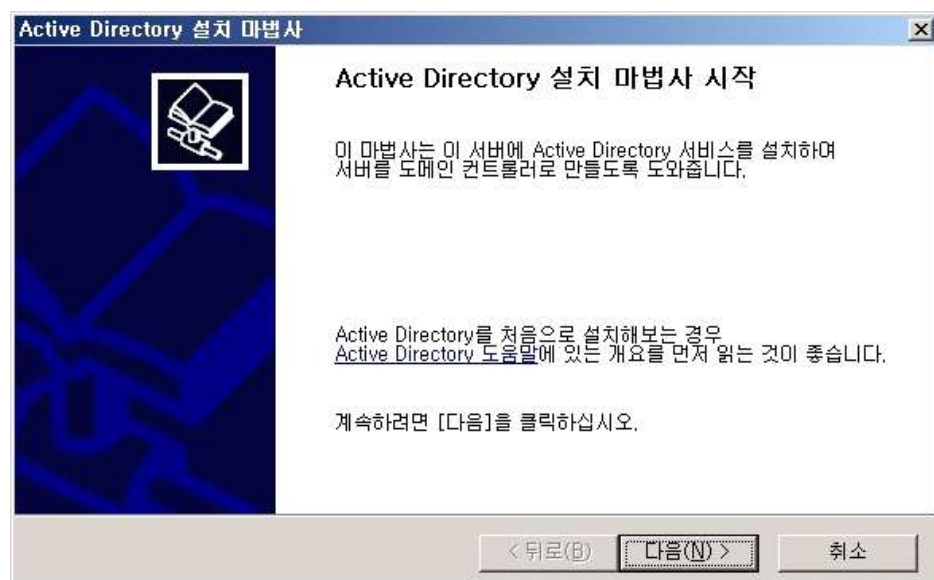 Active Directory 설치 마법사
Active Directory 설치 마법사 시작
이 마법사는 이 서버에 Active Directory 서비스를 설치하여
서버를 도메인 컨트롤러로 만들도록 도와줍니다.
Active Directory를 처음으로 설치해보는 경우
Active Directory 도움말에 있는 개요를 먼저 읽는 것이 좋습니다.
계속하려면 [다음]을 클릭하십시오.
< 뒤로(B) 다음(N) > 취소